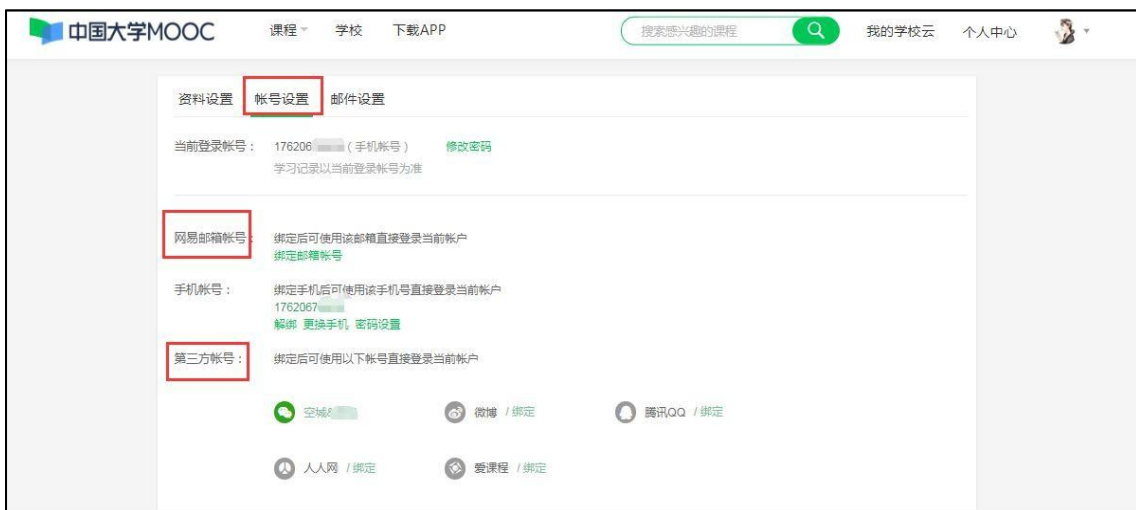 中国大学MOOC 课程 学校 下载APP 搜索感兴趣的课程 我的学校云 个人中心
资料设置 帐号设置 邮件设置
当前登录帐号： 176206 （手机帐号） 修改密码
学习记录以当前登录帐号为准
网易邮箱帐号： 绑定后可使用该邮箱直接登录当前帐户
绑定邮箱帐号
手机帐号： 绑定手机后可使用该手机号直接登录当前帐户
1762067
解绑 更换手机 密码设置
第三方帐号： 绑定后可使用以下帐号直接登录当前帐户
空城 微博 / 绑定 腾讯QQ / 绑定
人人网 / 绑定 爱课程 / 绑定